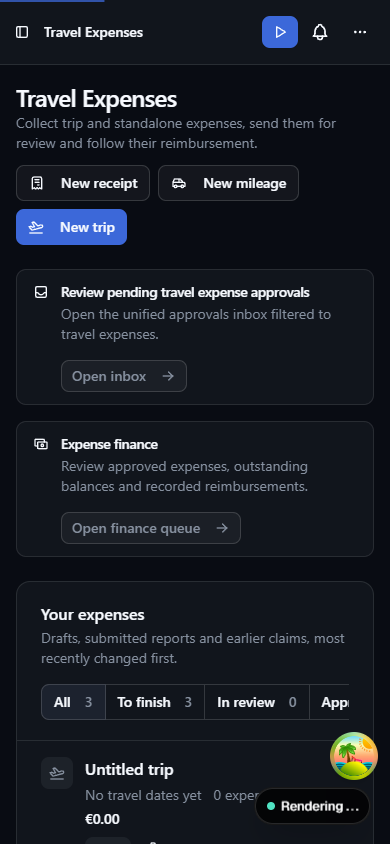 Travel Expenses
Travel Expenses
Collect trip and standalone expenses, send them for
review and follow their reimbursement.
New receipt
New mileage
New trip
Review pending travel expense approvals
Open the unified approvals inbox filtered to
travel expenses.
Open inbox
Expense finance
Review approved expenses, outstanding
balances and recorded reimbursements.
Open finance queue
Your expenses
Drafts, submitted reports and earlier claims, most
recently changed first.
All 3 To finish 3 In review 0
Untitled trip
No travel dates yet 0
€0.00
Rendering...